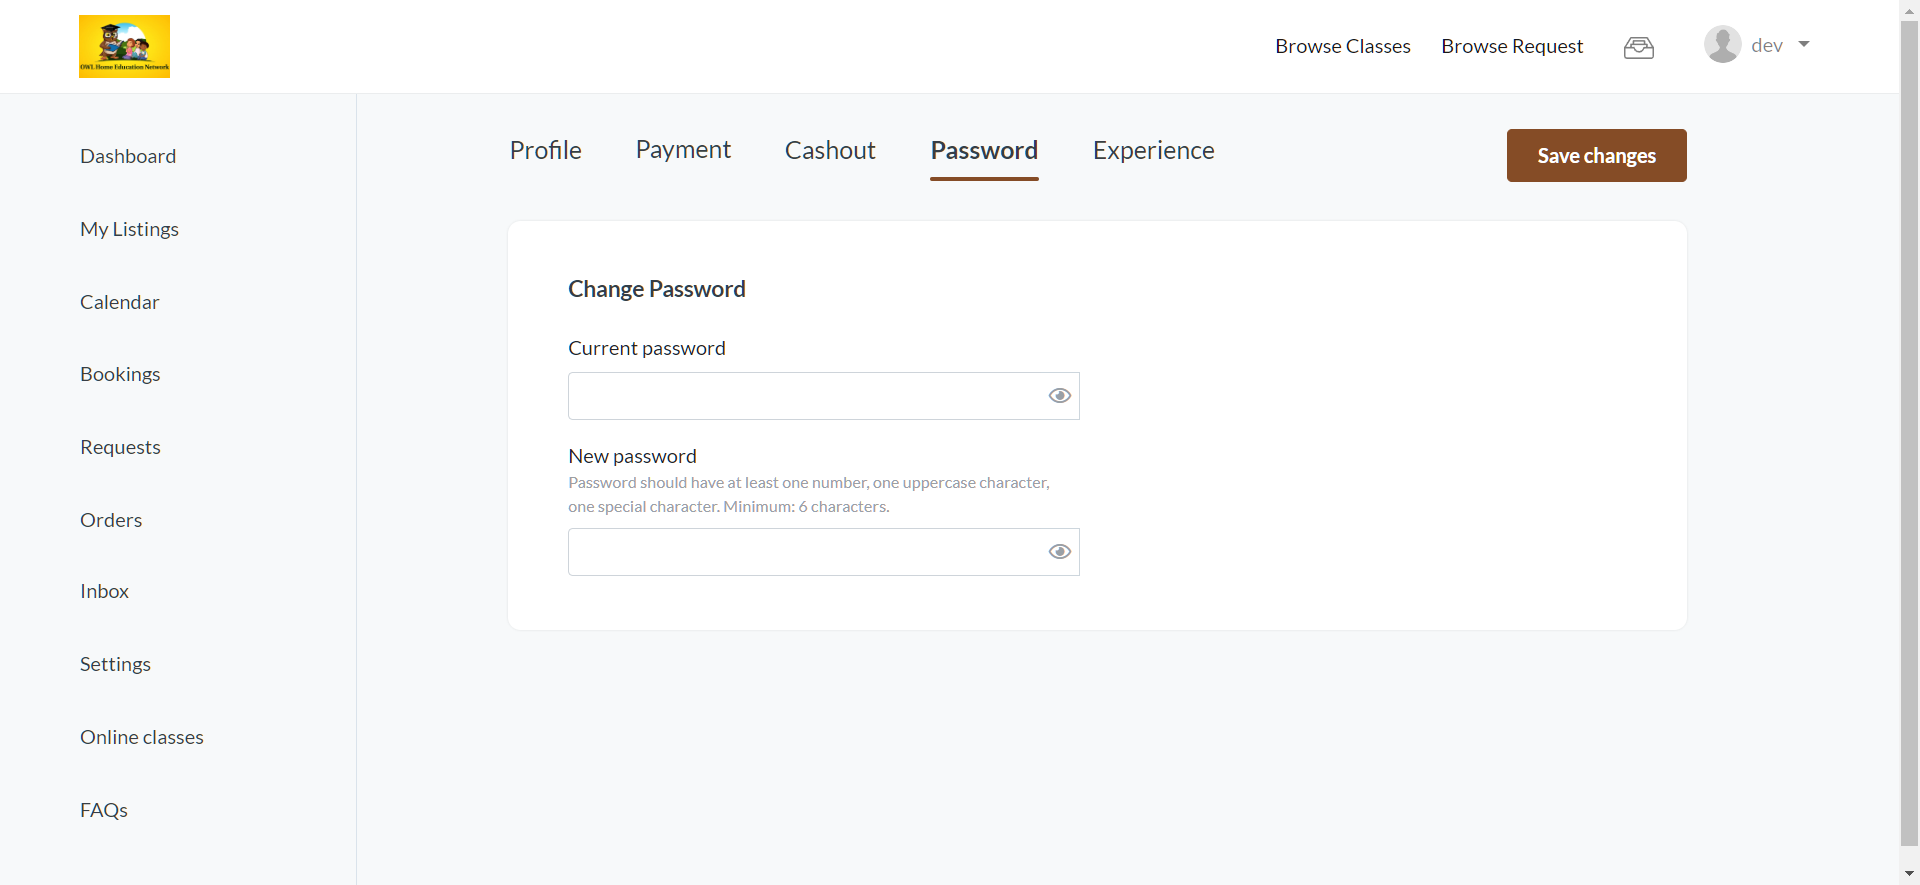 OWL Home Education Network
Browse Classes
Browse Request
dev
Dashboard
My Listings
Calendar
Bookings
Requests
Orders
Inbox
Settings
Online classes
FAQs
Profile
Payment
Cashout
Password
Experience
Save changes
Change Password
Current password
New password
Password should have at least one number, one uppercase character,
one special character. Minimum: 6 characters.